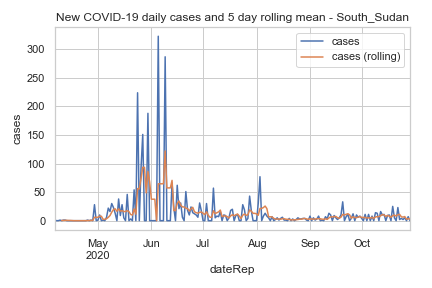 New COVID-19 daily cases and 5 day rolling mean - South_Sudan
cases
cases (rolling)
cases
300
250
200
150
100
50
0
May Jun Jul Aug Sep Oct
2020
dateRep